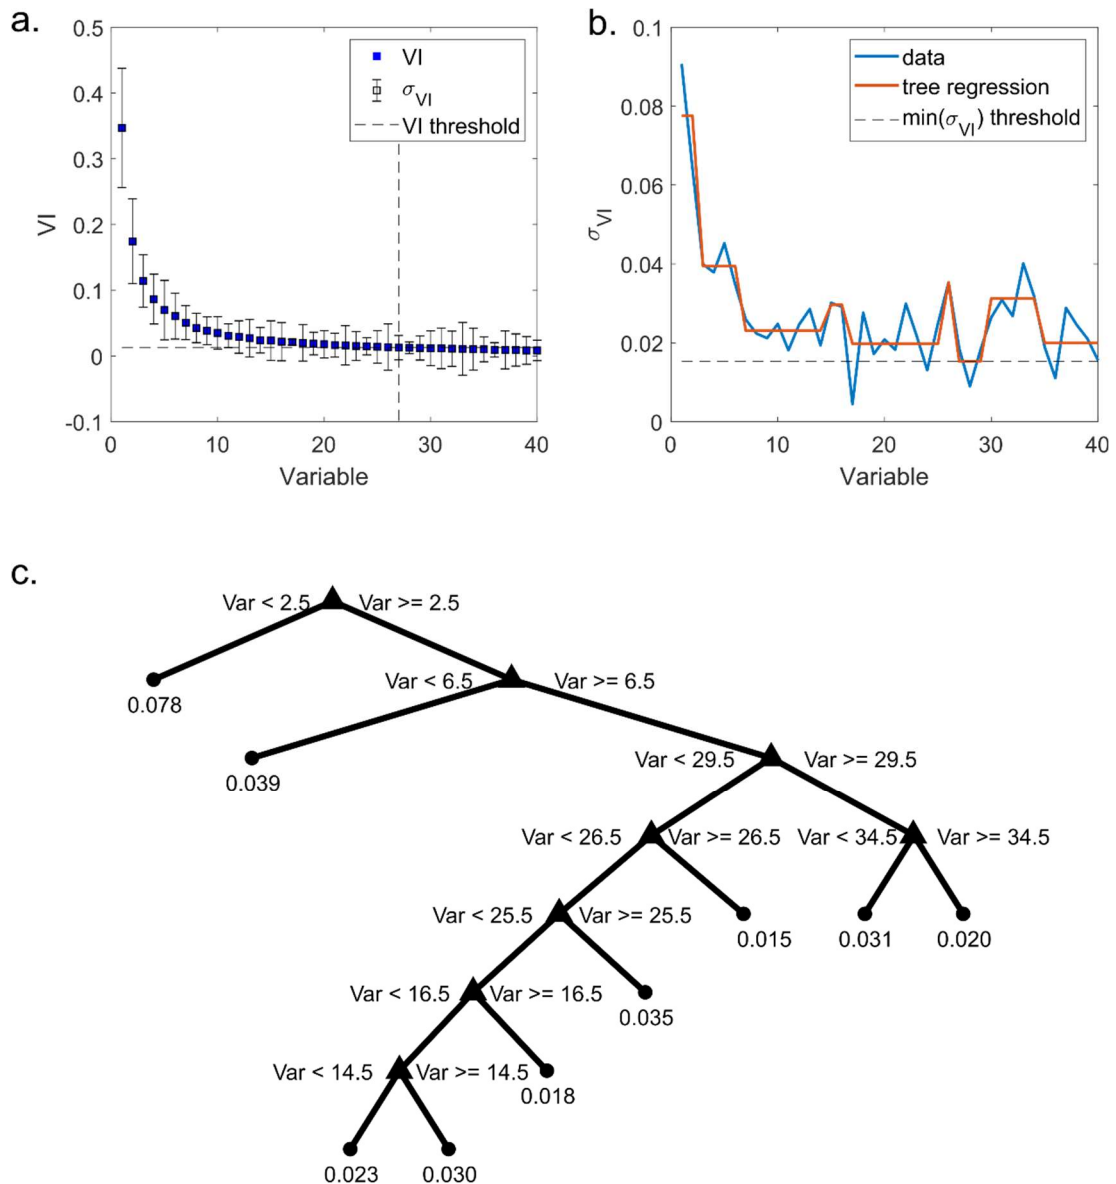 a.
0.5
0.4
0.3
0.2
0.1
0
-0.1
VI
0
10
20
30
40
Variable
VI
σVI
VI threshold
b.
0.1
0.08
0.06
0.04
0.02
0
σVI
0
10
20
30
40
Variable
data
tree regression
min(σVI) threshold
c.
Var < 2.5 Var >= 2.5
0.078
Var < 6.5 Var >= 6.5
0.039
Var < 29.5 Var >= 29.5
Var < 26.5 Var >= 26.5 Var < 34.5 Var >= 34.5
Var < 25.5 Var >= 25.5
0.015 0.031 0.020
Var < 16.5 Var >= 16.5
0.035
Var < 14.5 Var >= 14.5
0.018
0.023 0.030